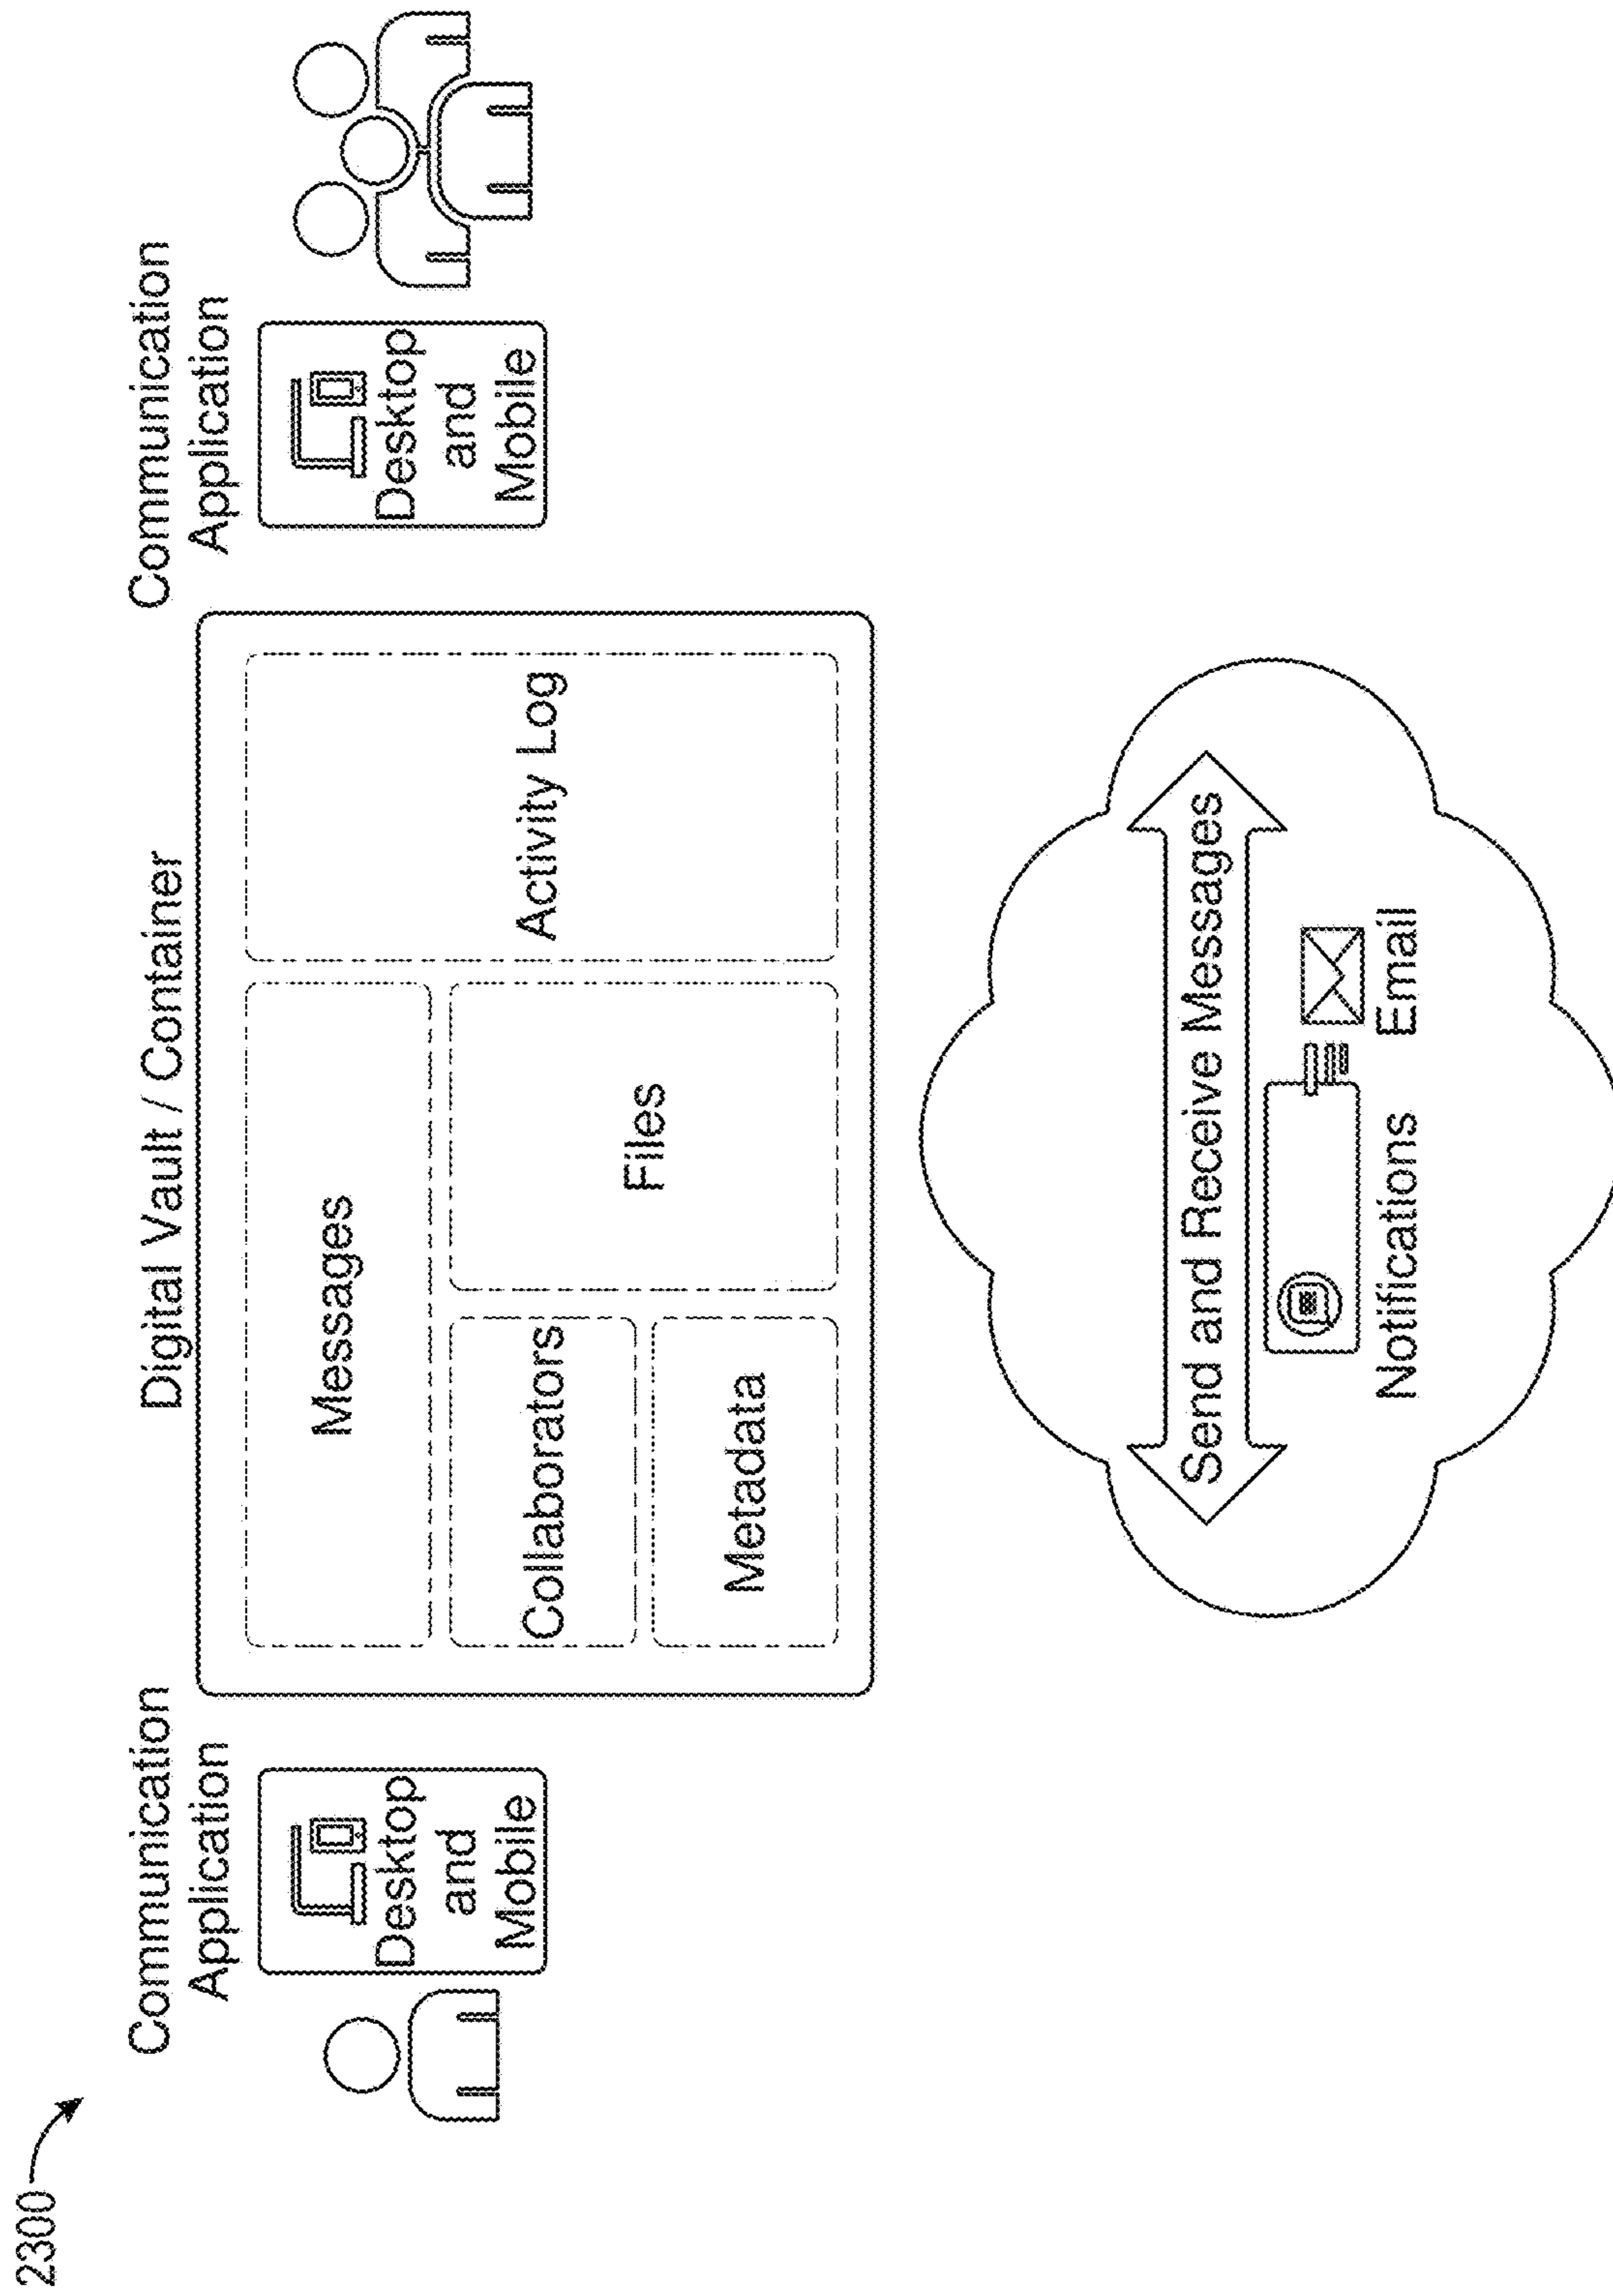 2300
Communication
Application
Desktop
and
Mobile
Digital Vault / Container
Messages
Collaborators
Metadata
Files
Activity Log
Communication
Application
Desktop
and
Mobile
Send and Receive Messages
Notifications
Email